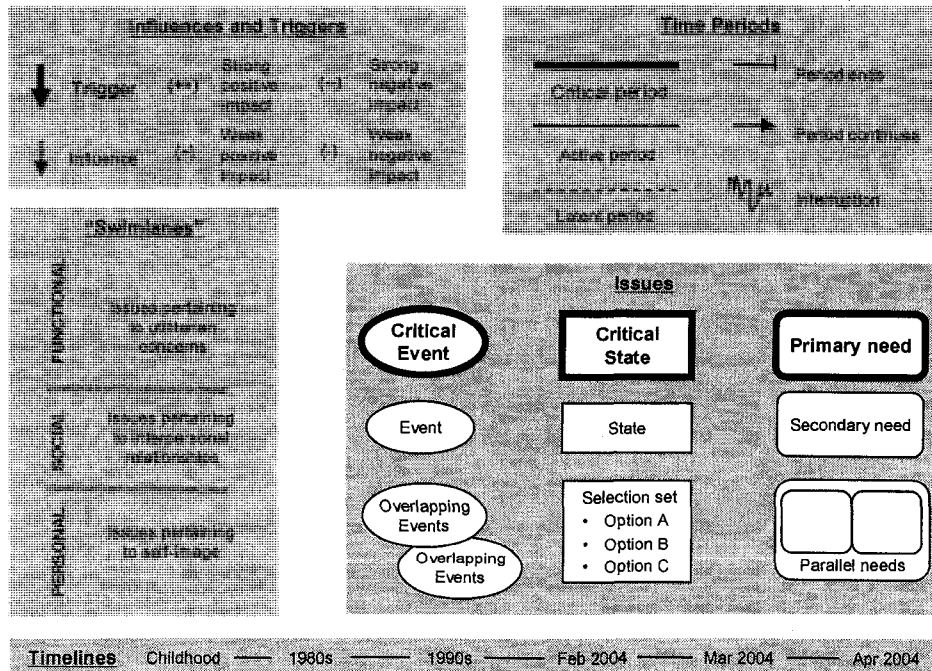 Influences and Triggers
Trigger
(++)
Strong
positive
impact
(--)
Strong
negative
impact
Influence
(+)
Weak
positive
impact
(-)
Weak
negative
impact
Time Periods
Critical period
Period ends
Active period
Period continues
Latent period
Interruption
"Swimlanes"
FUNCTIONAL
Issues pertaining
to utilitarian
concerns
SOCIAL
Issues pertaining
to interpersonal
relationships
PERSONAL
Issues pertaining
to self-image
Issues
Critical
Event
Critical
State
Primary need
Event
State
Secondary need
Overlapping
Events
Overlapping
Events
Selection set
• Option A
• Option B
• Option C
Parallel needs
Timelines Childhood 1980s 1990s Feb 2004 Mar 2004 Apr 2004